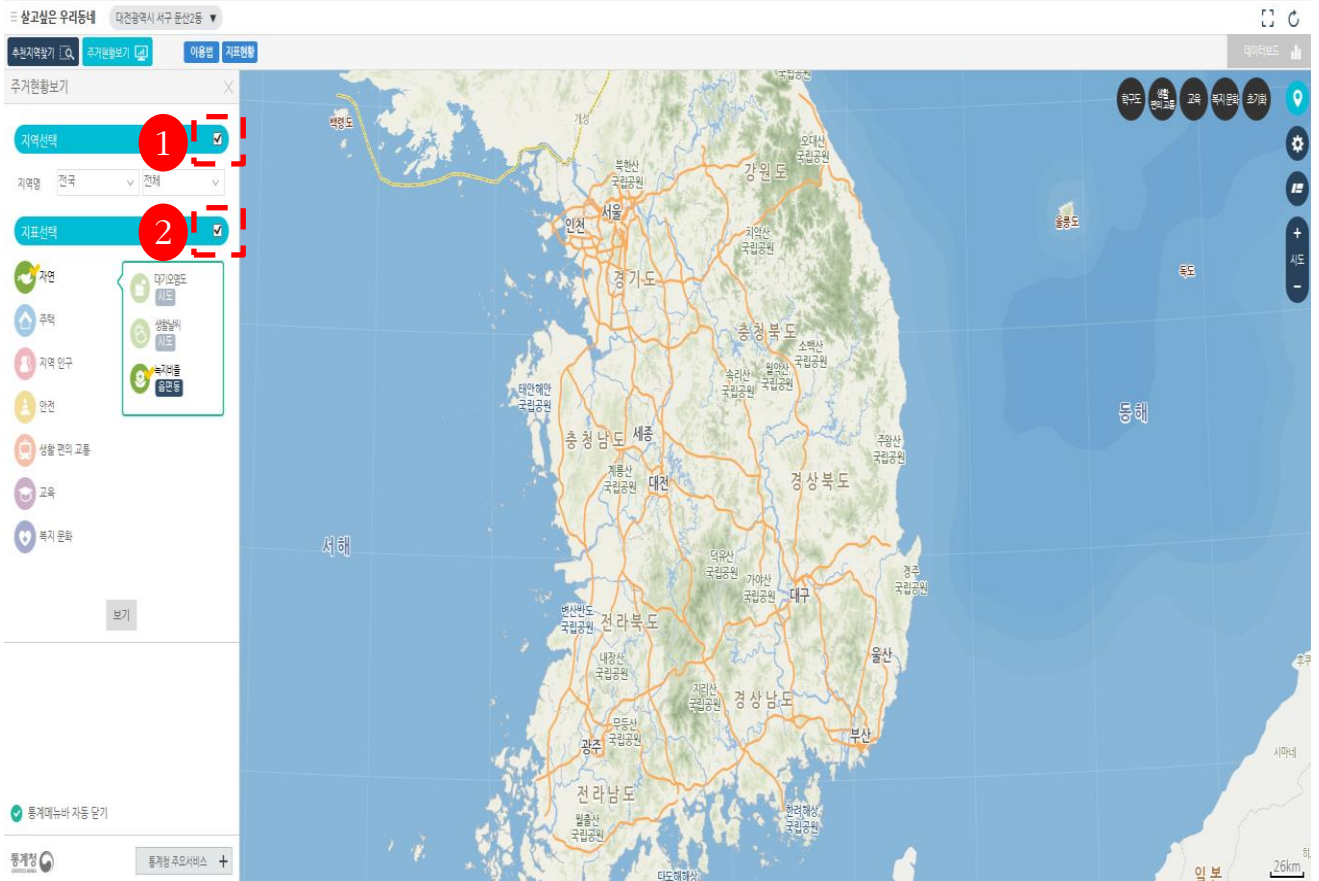 살고싶은 우리동네 대전광역시 서구 둔산2동 ▼
추천지역찾기 주거현황보기 이용법 지표현황 데이터보드
주거현황보기 X
지역선택 1
지역명 전국 전체
지표선택 2
자연
주택
지역 인구
안전
생활 편의 교통
교육
복지 문화
대기오염도
시도
생활날씨
시도
녹지비율
읍면동
보기
통계메뉴바 자동 닫기
통계청
통계청 주요서비스 +
학구도
생활
편의교통
교육
복지문화
초기화
+
시도
−
국립공원
개성
백령도
오대산
국립공원
북한산
국립공원
강원도
서울
인천
치악산
국립공원
울릉도
독도
경기도
충청북도
소백산
국립공원
월악산
국립공원
속리산
국립공원
태안해안
국립공원
동해
충청남도
세종
주왕산
국립공원
계룡산
국립공원
대전
경상북도
서해
덕유산
국립공원
가야산
국립공원
대구
경주
국립공원
변산반도
국립공원
전라북도
울산
내장산
국립공원
지리산
국립공원
경상남도
무등산
국립공원
광주
부산
시마네
전라남도
한려해상
국립공원
월출산
국립공원
다도해해상
일본
26km